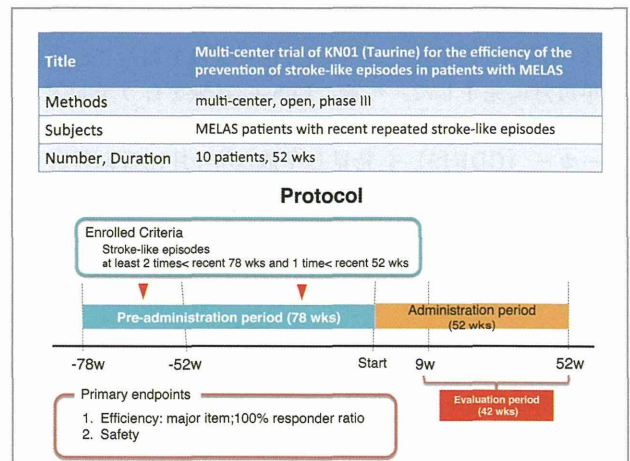 Title
Multi-center trial of KN01 (Taurine) for the efficiency of the
prevention of stroke-like episodes in patients with MELAS
Methods
multi-center, open, phase III
Subjects
MELAS patients with recent repeated stroke-like episodes
Number, Duration
10 patients, 52 wks
Protocol
Enrolled Criteria
Stroke-like episodes
at least 2 times< recent 78 wks and 1 time< recent 52 wks
Pre-administration period (78 wks)
Administration period
(52 wks)
-78w
-52w
Start
9w
52w
Primary endpoints
1. Efficiency: major item;100% responder ratio
2. Safety
Evaluation period
(42 wks)